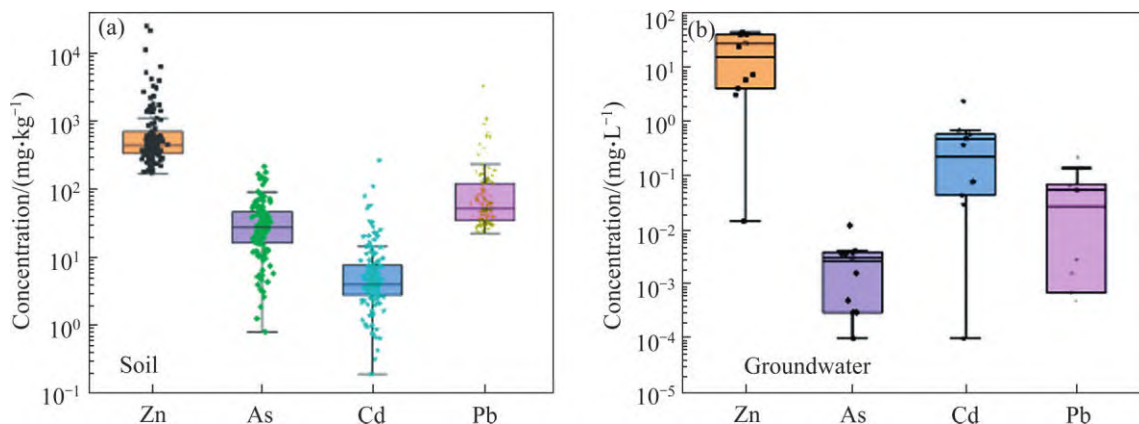 (a)
Concentration/(mg•kg⁻¹)
10⁴
10³
10²
10¹
10⁰
10⁻¹
Soil
Zn As Cd Pb
(b)
Concentration/(mg•L⁻¹)
10²
10¹
10⁰
10⁻¹
10⁻²
10⁻³
10⁻⁴
10⁻⁵
Groundwater
Zn As Cd Pb